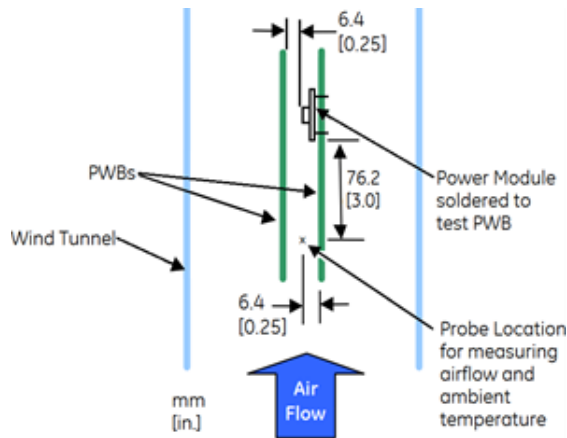 6.4
[0.25]
PWBs
76.2
[3.0]
Power Module
soldered to
test PWB
Wind Tunnel
x
6.4
[0.25]
Probe Location
for measuring
airflow and
ambient
temperature
Air
Flow
mm
[in.]